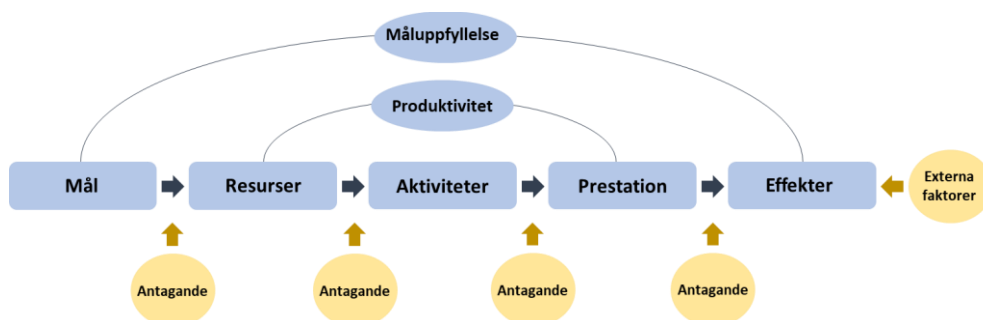 Måluppfyllelse
Produktivitet
Mål
Resurser
Aktiviteter
Prestation
Effekter
Externa
faktorer
Antagande
Antagande
Antagande
Antagande